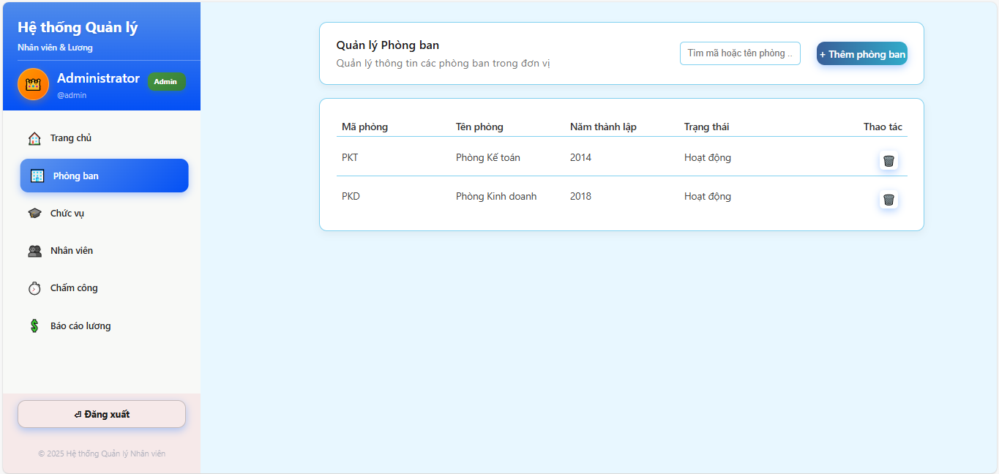 Hệ thống Quản lý
Nhân viên & Lương
Administrator
Admin
@admin
Trang chủ
Phòng ban
Chức vụ
Nhân viên
Chấm công
Báo cáo lương
⏎ Đăng xuất
© 2025 Hệ thống Quản lý Nhân viên
Quản lý Phòng ban
Quản lý thông tin các phòng ban trong đơn vị
Tìm mã hoặc tên phòng ..
+ Thêm phòng ban
Mã phòng Tên phòng Năm thành lập Trạng thái Thao tác
PKT Phòng Kế toán 2014 Hoạt động
PKD Phòng Kinh doanh 2018 Hoạt động